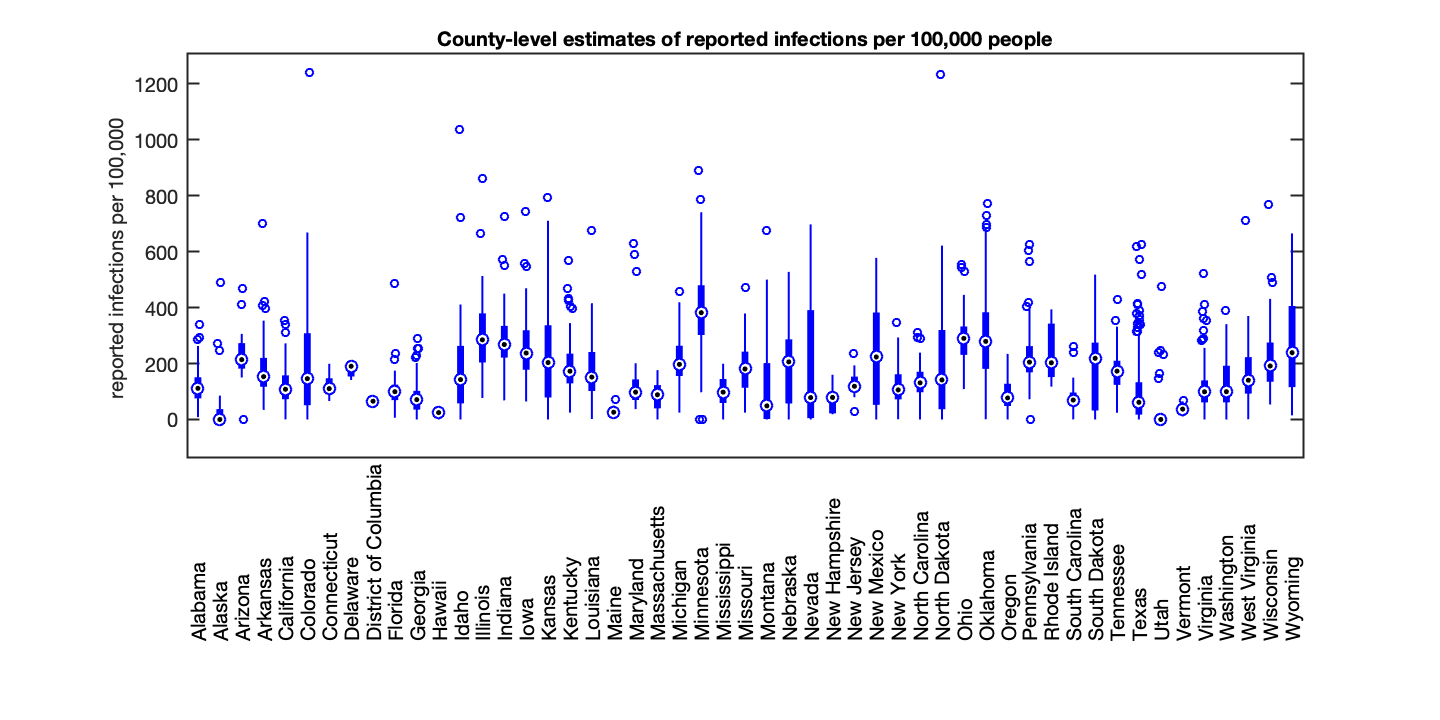 County-level estimates of reported infections per 100,000 people
reported infections per 100,000
1200
1000
800
600
400
200
0
Alabama
Alaska
Arizona
Arkansas
California
Colorado
Connecticut
Delaware
District of Columbia
Florida
Georgia
Hawaii
Idaho
Illinois
Indiana
Iowa
Kansas
Kentucky
Louisiana
Maine
Maryland
Massachusetts
Michigan
Minnesota
Mississippi
Missouri
Montana
Nebraska
Nevada
New Hampshire
New Jersey
New Mexico
New York
North Carolina
North Dakota
Ohio
Oklahoma
Oregon
Pennsylvania
Rhode Island
South Carolina
South Dakota
Tennessee
Texas
Utah
Vermont
Virginia
Washington
West Virginia
Wisconsin
Wyoming